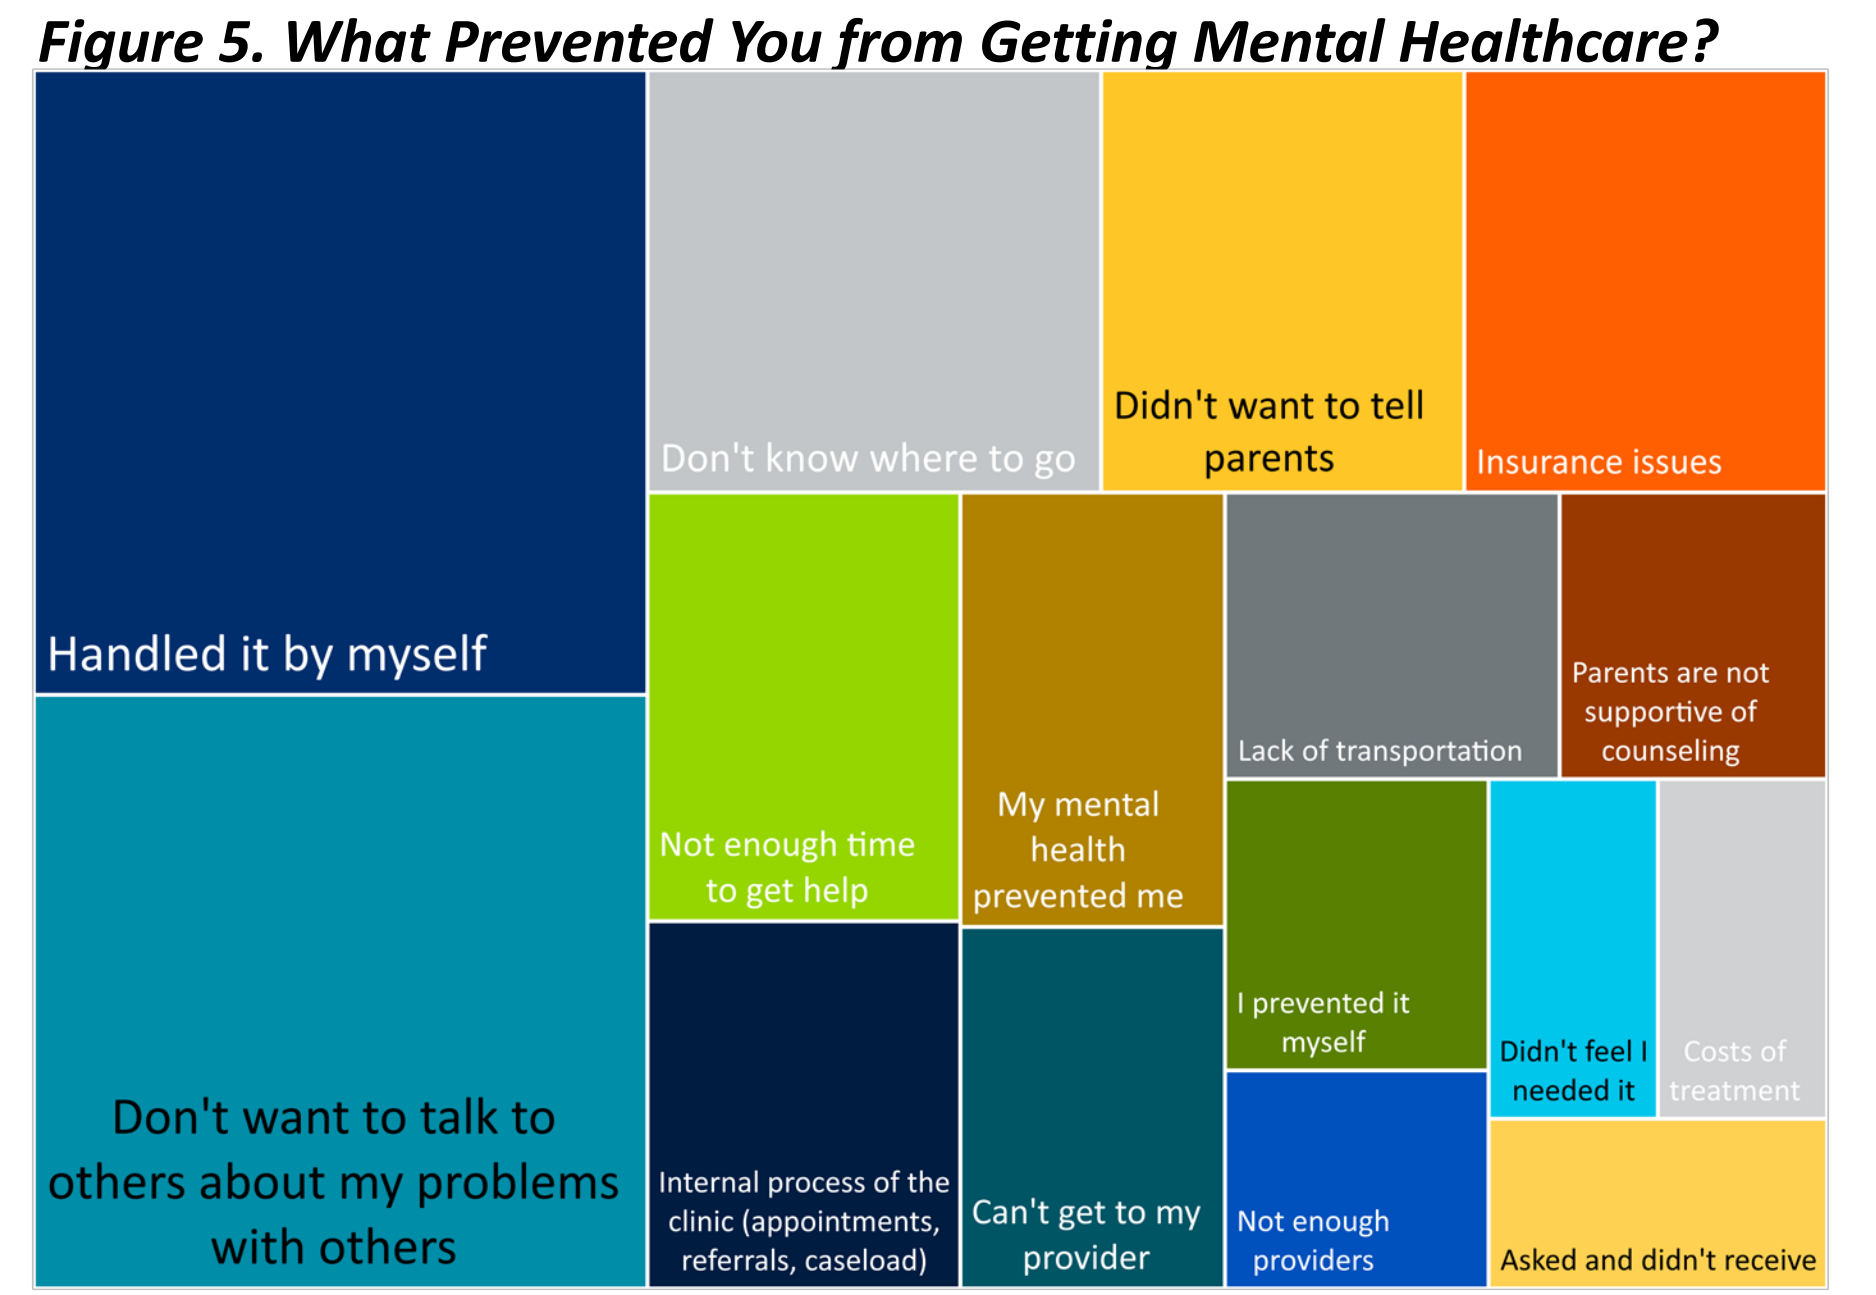 Figure 5. What Prevented You from Getting Mental Healthcare?
Handled it by myself
Don't want to talk to
others about my problems
with others
Don't know where to go
Didn't want to tell
parents
Insurance issues
Not enough time
to get help
My mental
health
prevented me
Lack of transportation
Parents are not
supportive of
counseling
Internal process of the
clinic (appointments,
referrals, caseload)
Can't get to my
provider
I prevented it
myself
Not enough
providers
Didn't feel I
needed it
Costs of
treatment
Asked and didn't receive